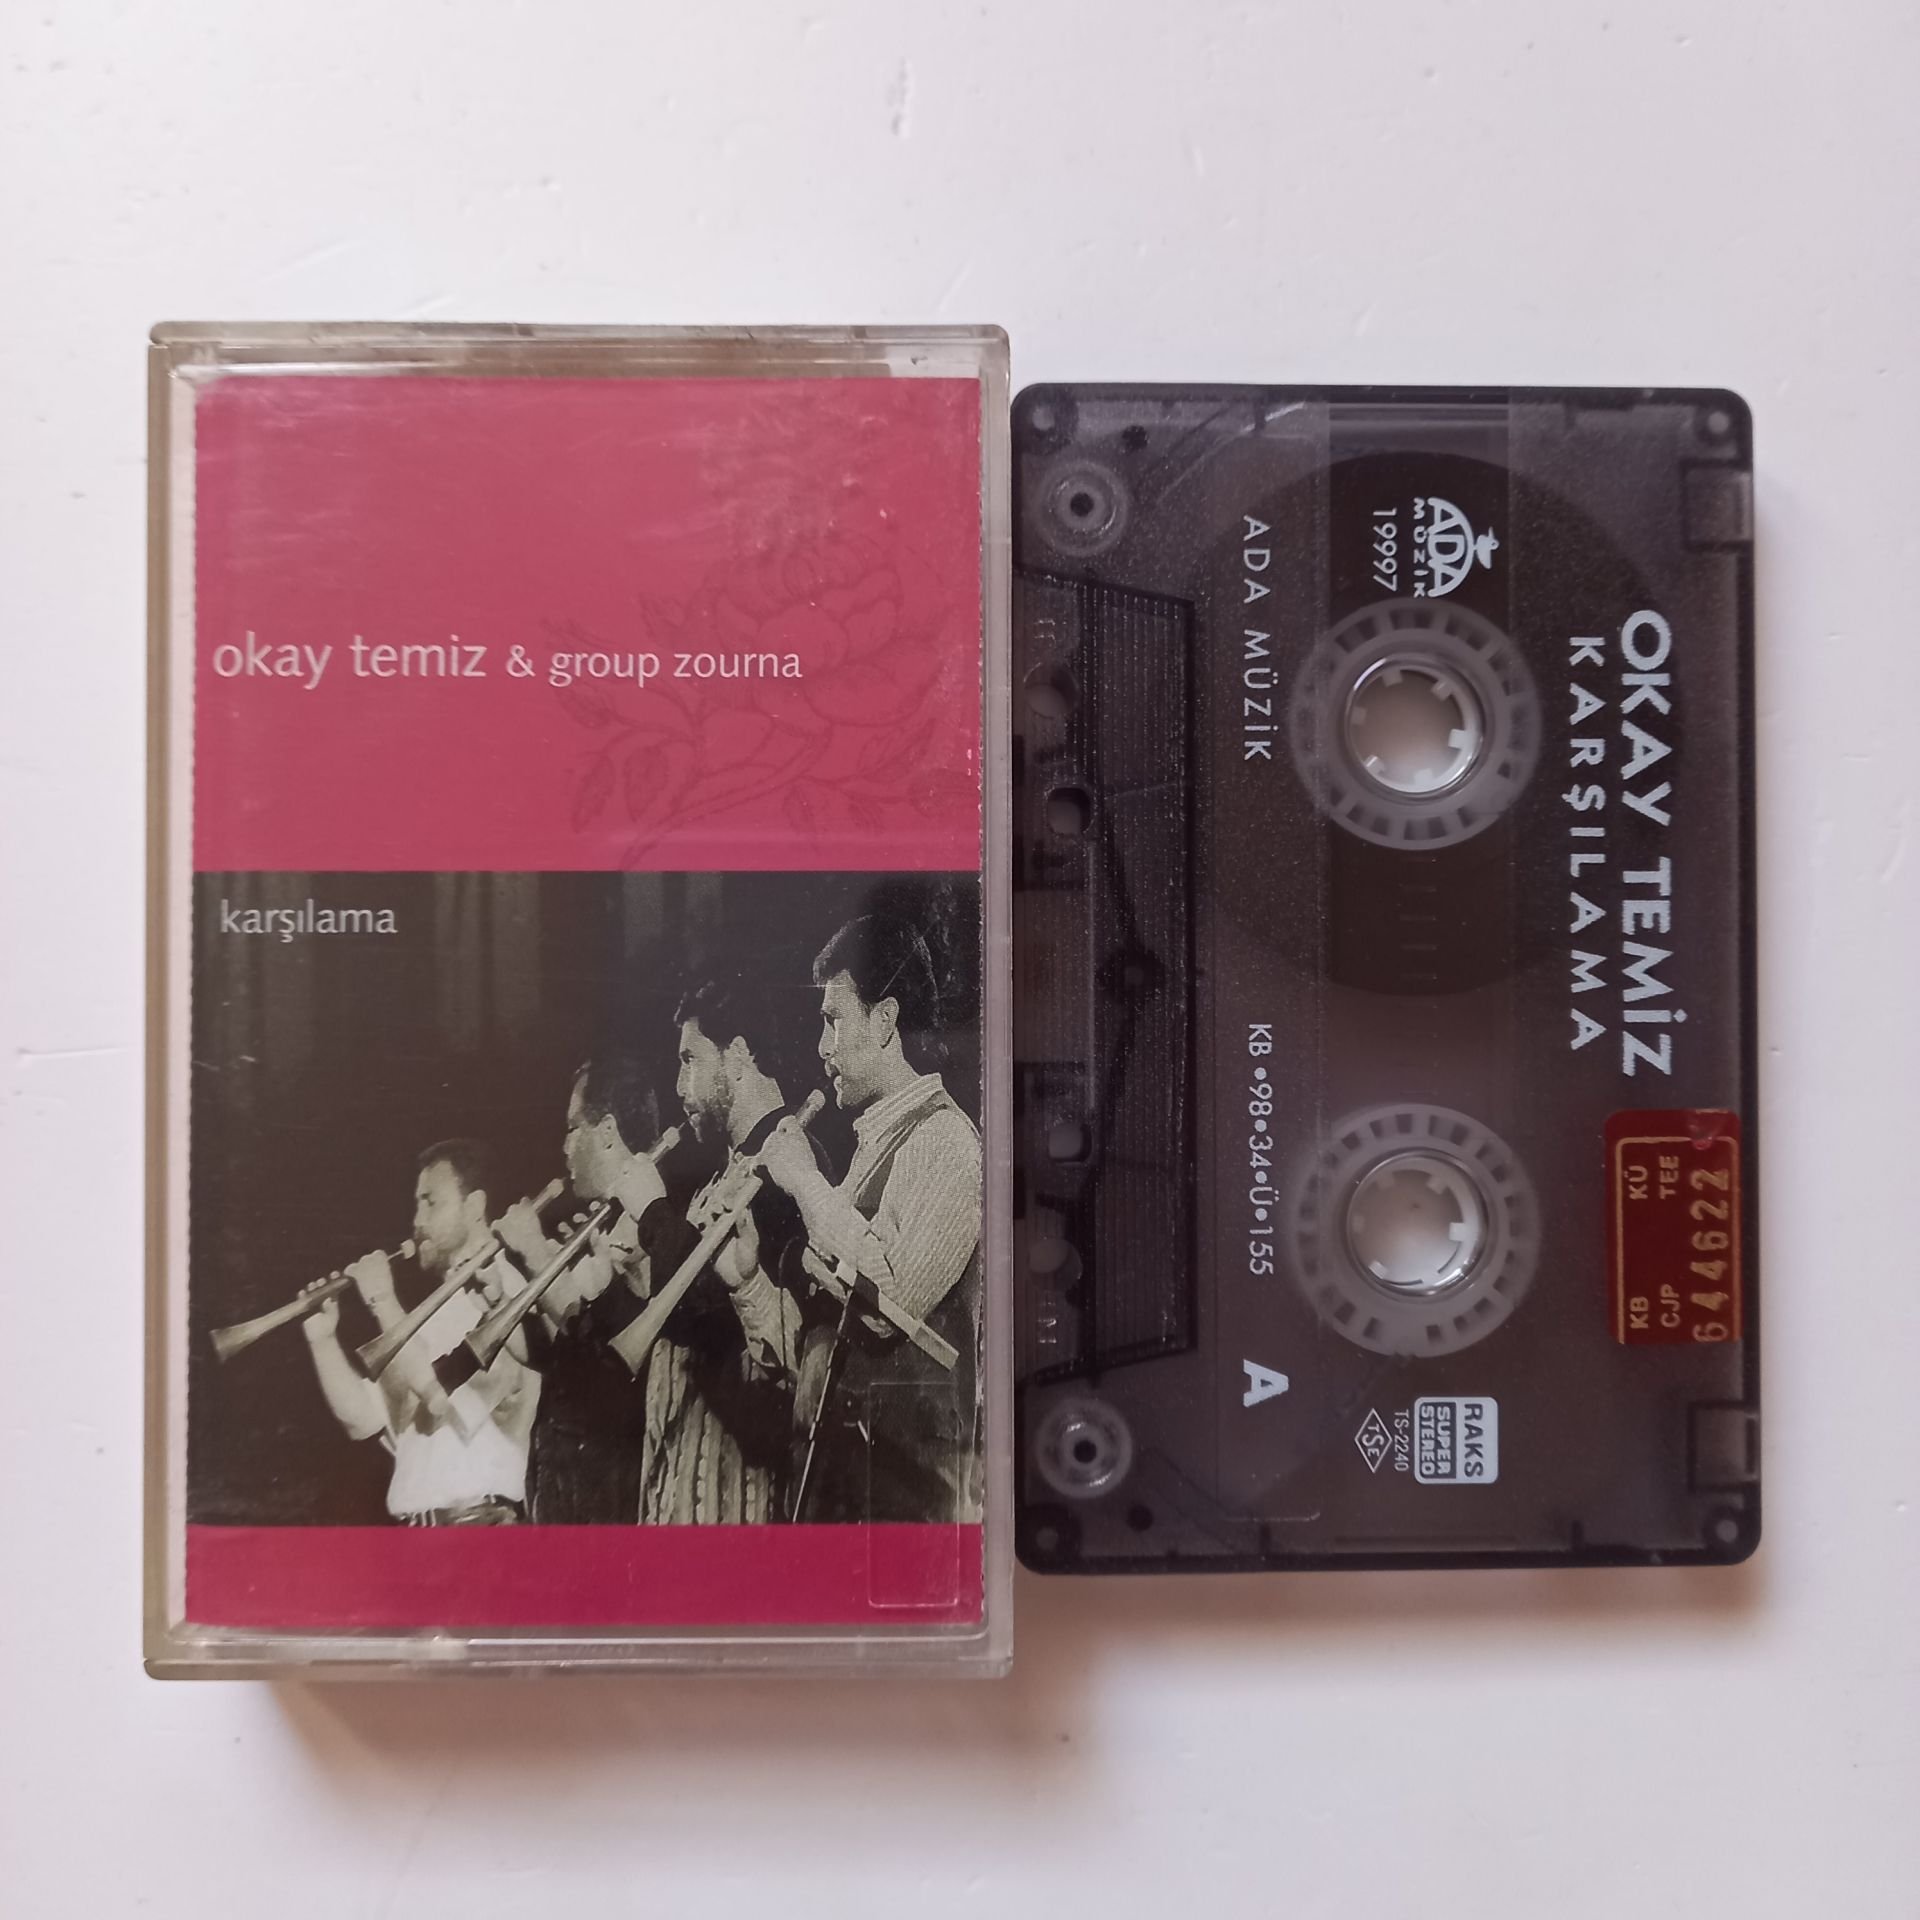 okay temiz & group zourna
karşılama
OKAY TEMİZ
KARŞILAMA
ADA
MÜZİK
19997
ADA MÜZİK
KB•98•34•Ü•155
A
KB KÜ
CJP TEE
644622
RAKS
SUPER
STEREO
TS-2240
TSE